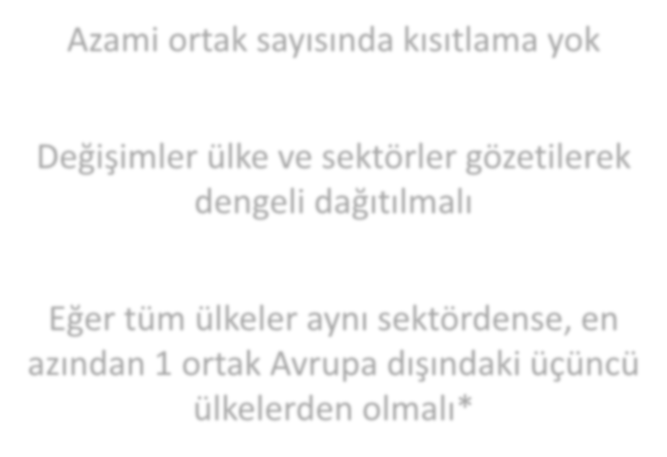 Azami ortak sayısında kısıtlama yok
Değişimler ülke ve sektörler gözetilerek
dengeli dağıtılmalı
Eğer tüm ülkeler aynı sektördense, en
azından 1 ortak Avrupa dışındaki üçüncü
ülkelerden olmalı*